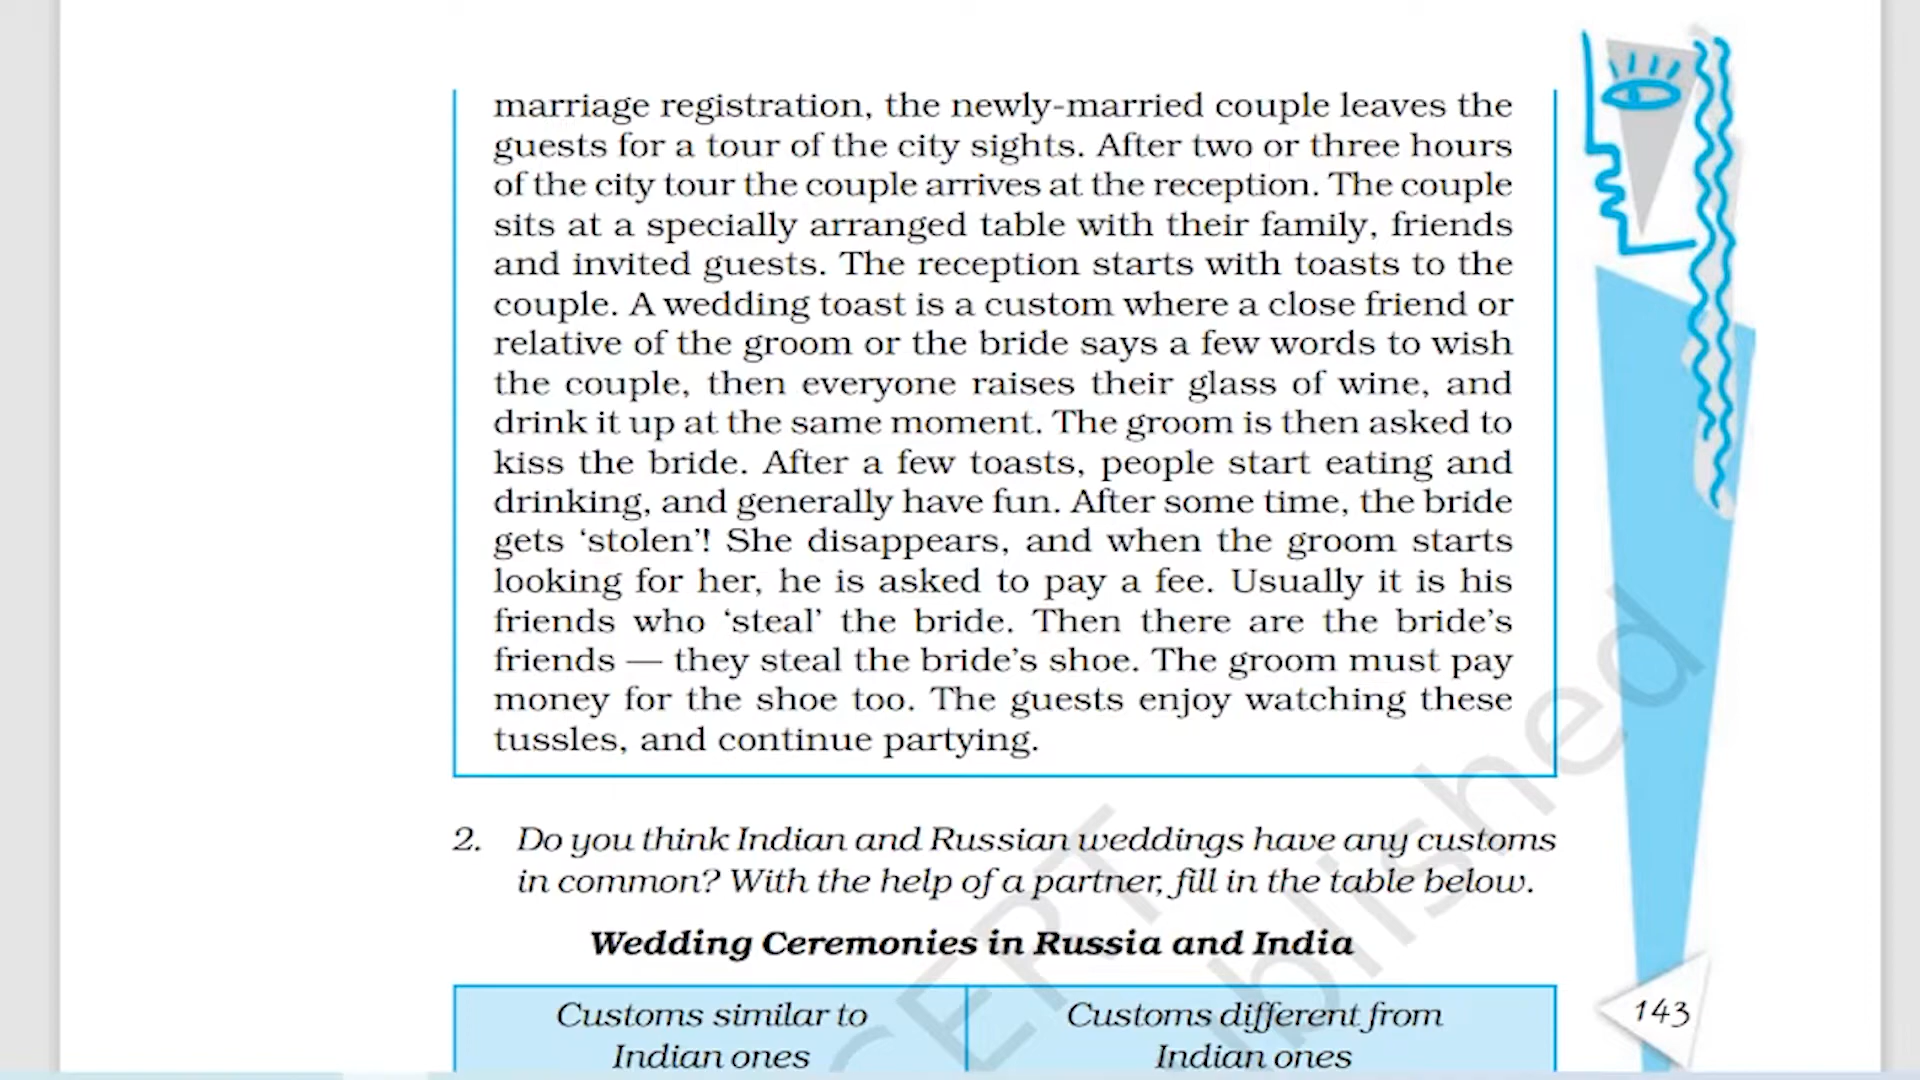 marriage registration, the newly-married couple leaves the
guests for a tour of the city sights. After two or three hours
of the city tour the couple arrives at the reception. The couple
sits at a specially arranged table with their family, friends
and invited guests. The reception starts with toasts to the
couple. A wedding toast is a custom where a close friend or
relative of the groom or the bride says a few words to wish
the couple, then everyone raises their glass of wine, and
drink it up at the same moment. The groom is then asked to
kiss the bride. After a few toasts, people start eating and
drinking, and generally have fun. After some time, the bride
gets ‘stolen’! She disappears, and when the groom starts
looking for her, he is asked to pay a fee. Usually it is his
friends who ‘steal’ the bride. Then there are the bride’s
friends — they steal the bride’s shoe. The groom must pay
money for the shoe too. The guests enjoy watching these
tussles, and continue partying.
2. Do you think Indian and Russian weddings have any customs
in common? With the help of a partner, fill in the table below.
Wedding Ceremonies in Russia and India
Customs similar to
Indian ones
Customs different from
Indian ones
143